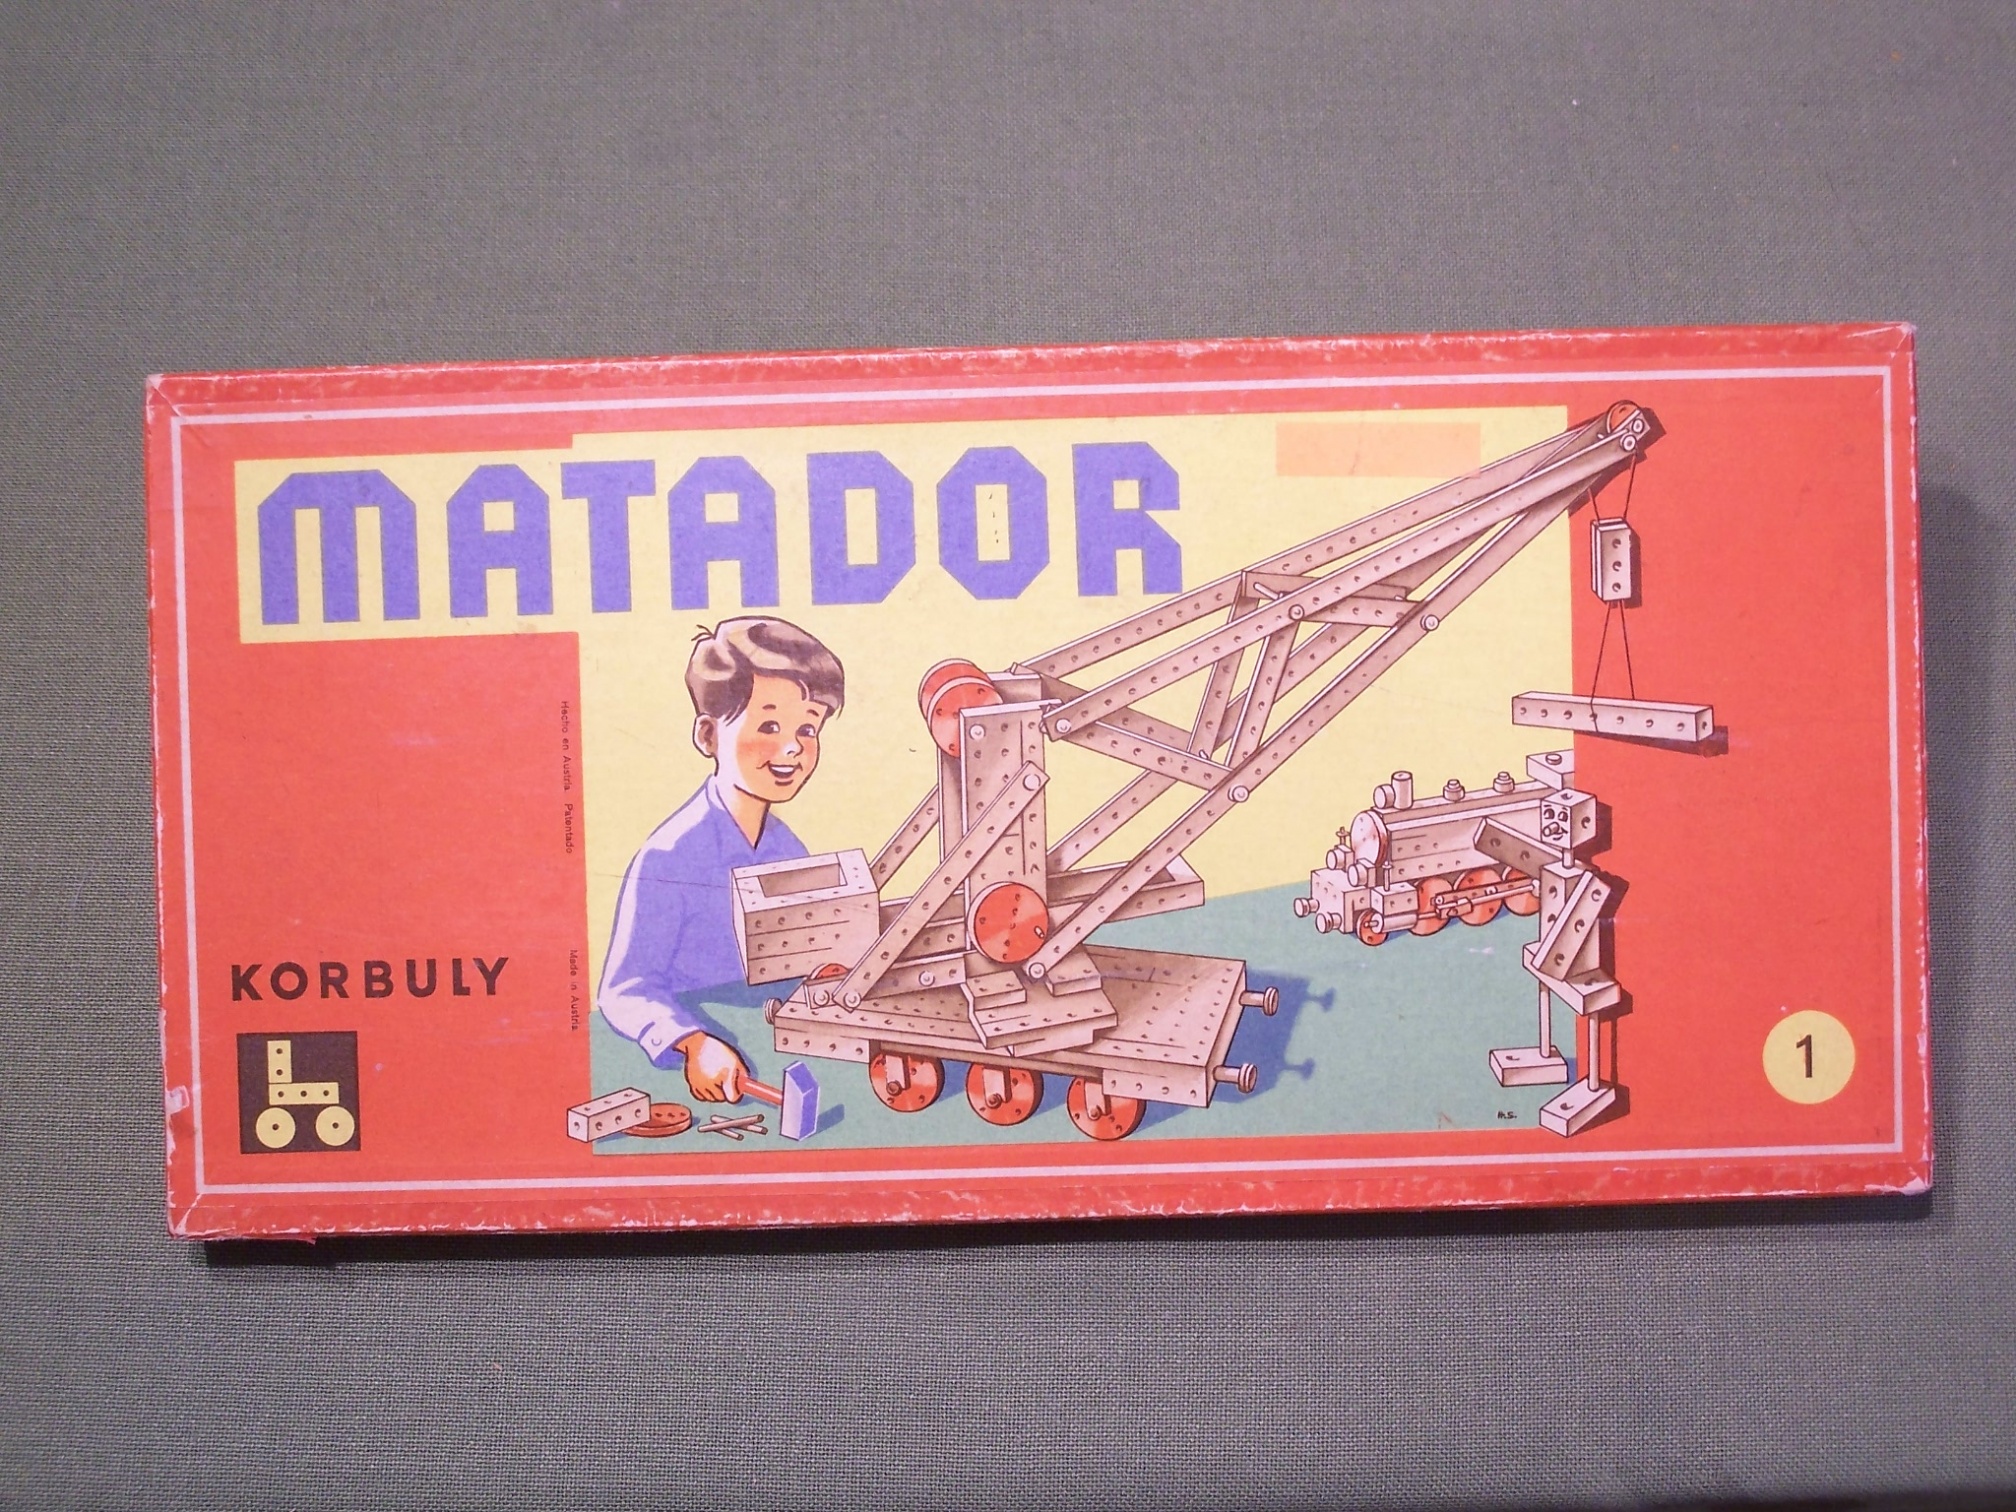 MATADOR
Hecho en Austria. Patentado
Made in Austria.
KORBULY
1
M.S.